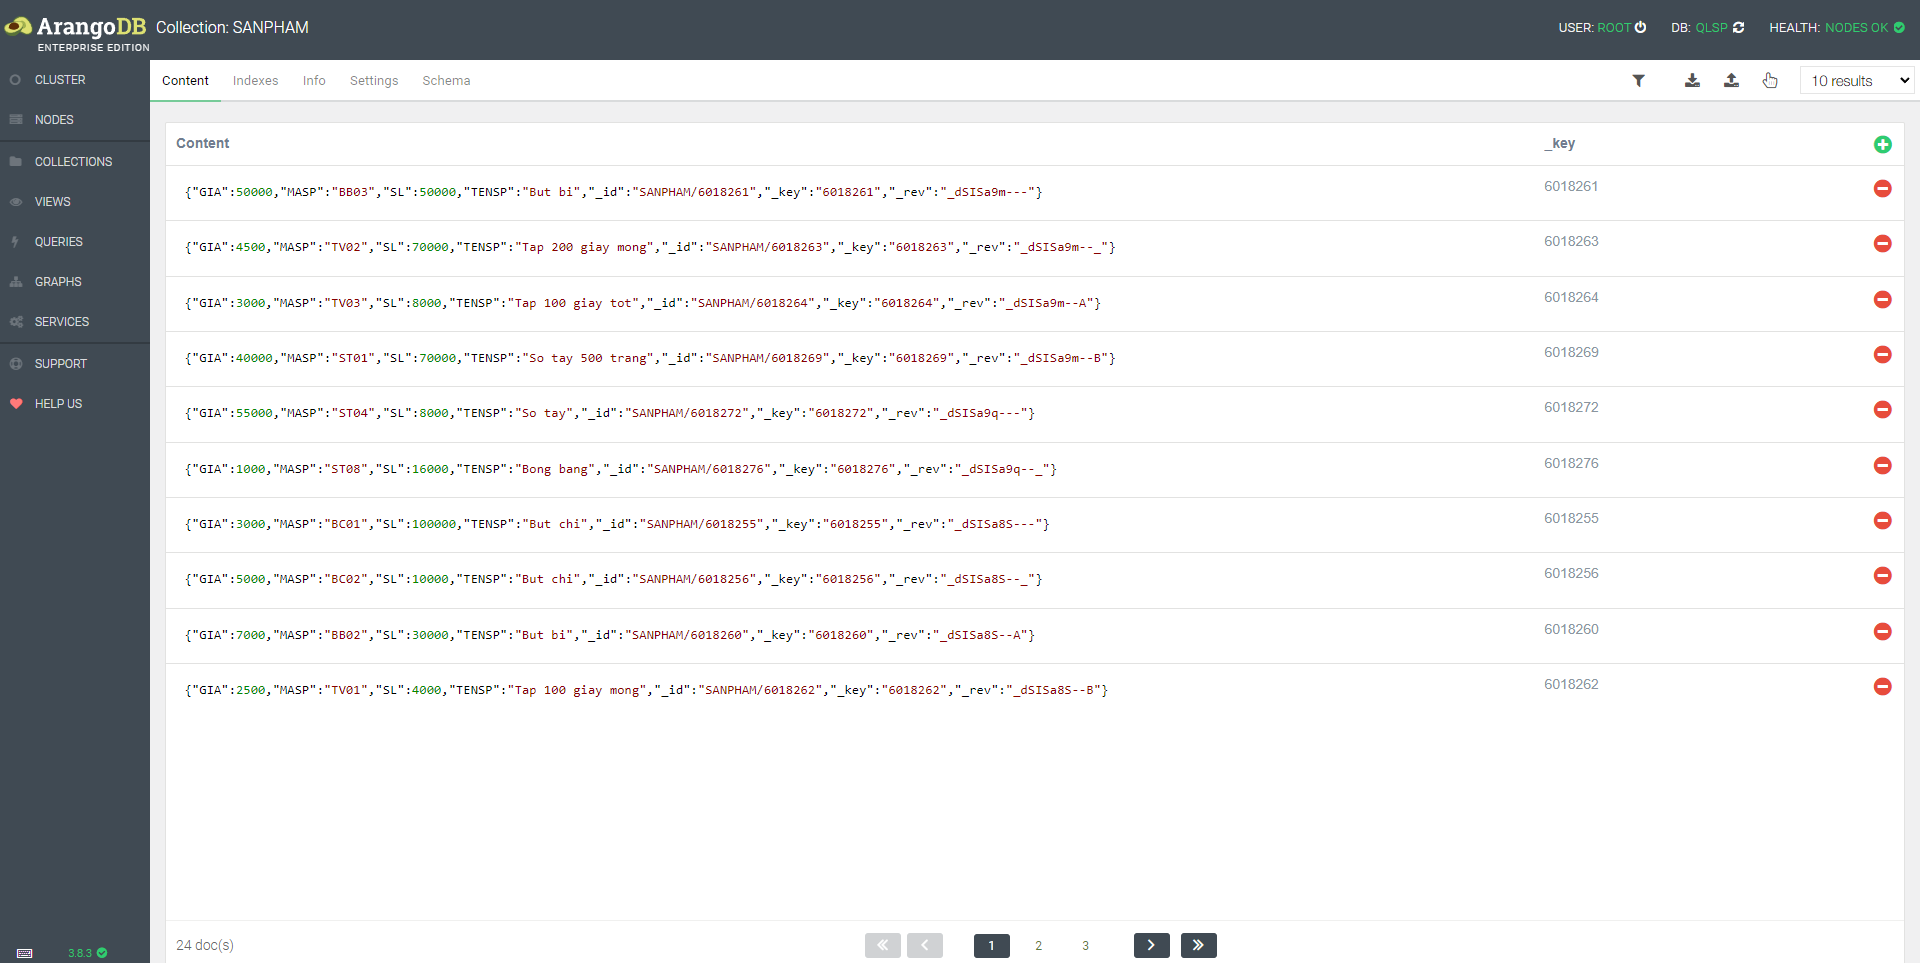 ArangoDB
ENTERPRISE EDITION
Collection: SANPHAM
USER: ROOT
DB: QLSP
HEALTH: NODES OK
CLUSTER
NODES
COLLECTIONS
VIEWS
QUERIES
GRAPHS
SERVICES
SUPPORT
HELP US
3.8.3
Content Indexes Info Settings Schema
10 results
Content _key
{"GIA":50000,"MASP":"BB03","SL":50000,"TENSP":"But bi","_id":"SANPHAM/6018261","_key":"6018261","_rev":"_dSISa9m---"} 6018261
{"GIA":4500,"MASP":"TV02","SL":70000,"TENSP":"Tap 200 giay mong","_id":"SANPHAM/6018263","_key":"6018263","_rev":"_dSISa9m--_"} 6018263
{"GIA":3000,"MASP":"TV03","SL":8000,"TENSP":"Tap 100 giay tot","_id":"SANPHAM/6018264","_key":"6018264","_rev":"_dSISa9m--A"} 6018264
{"GIA":40000,"MASP":"ST01","SL":70000,"TENSP":"So tay 500 trang","_id":"SANPHAM/6018269","_key":"6018269","_rev":"_dSISa9m--B"} 6018269
{"GIA":55000,"MASP":"ST04","SL":8000,"TENSP":"So tay","_id":"SANPHAM/6018272","_key":"6018272","_rev":"_dSISa9q---"} 6018272
{"GIA":1000,"MASP":"ST08","SL":16000,"TENSP":"Bong bang","_id":"SANPHAM/6018276","_key":"6018276","_rev":"_dSISa9q--_"} 6018276
{"GIA":3000,"MASP":"BC01","SL":100000,"TENSP":"But chi","_id":"SANPHAM/6018255","_key":"6018255","_rev":"_dSISa8S---"} 6018255
{"GIA":5000,"MASP":"BC02","SL":10000,"TENSP":"But chi","_id":"SANPHAM/6018256","_key":"6018256","_rev":"_dSISa8S--_"} 6018256
{"GIA":7000,"MASP":"BB02","SL":30000,"TENSP":"But bi","_id":"SANPHAM/6018260","_key":"6018260","_rev":"_dSISa8S--A"} 6018260
{"GIA":2500,"MASP":"TV01","SL":4000,"TENSP":"Tap 100 giay mong","_id":"SANPHAM/6018262","_key":"6018262","_rev":"_dSISa8S--B"} 6018262
24 doc(s)
1 2 3